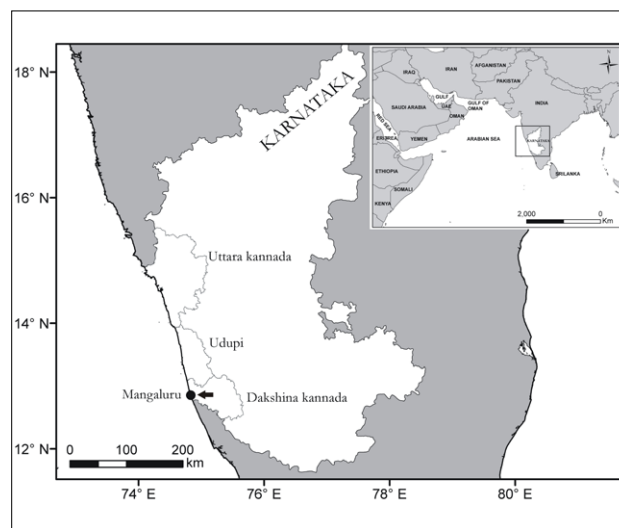 18° N
16° N
14° N
12° N
KARNATAKA
Uttara kannada
Udupi
Mangaluru
Dakshina kannada
0 100 200
km
74° E 76° E 78° E 80° E
N
IRAQ
IRAN
AFGANISTAN
PAKISTAN
GULF
UAE
GULF OF
OMAN
SAUDI ARABIA
OMAN
INDIA
RED SEA
ERITREA
YEMEN
ARABIAN SEA
KARNATAKA
ETHIOPIA
SOMALI
KENYA
SRILANKA
2,000 0
Km